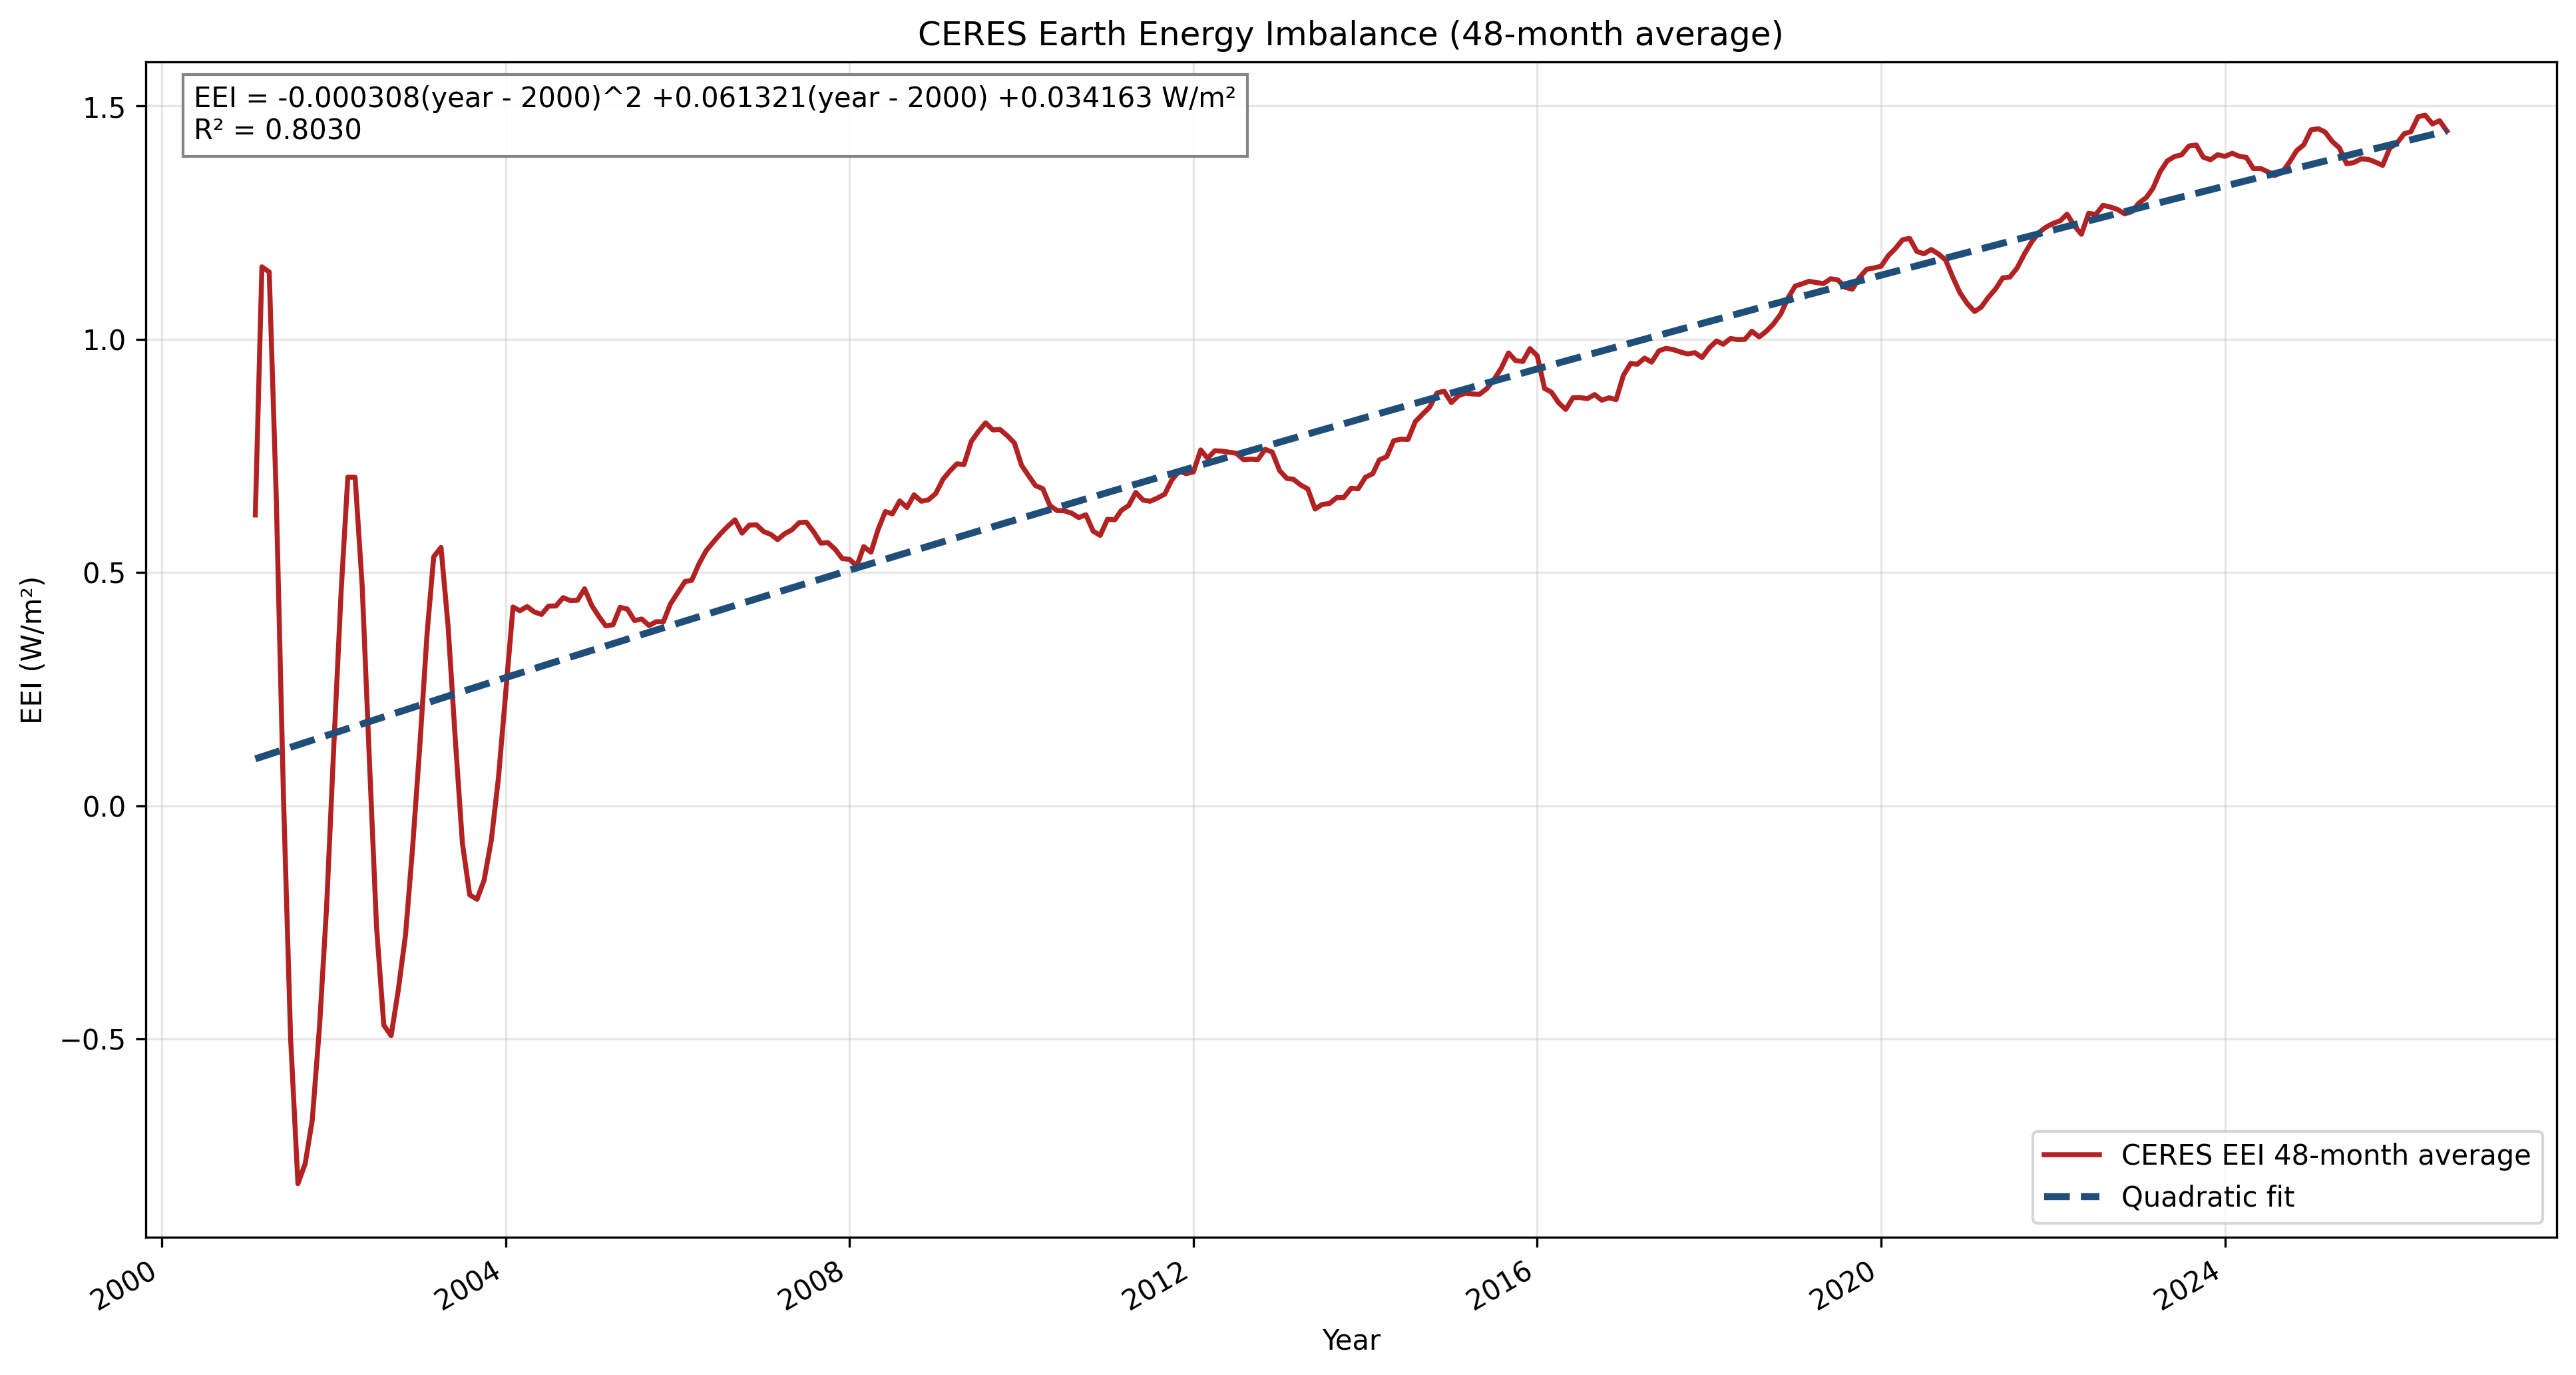 CERES Earth Energy Imbalance (48-month average)
EEI = -0.000308(year - 2000)^2 +0.061321(year - 2000) +0.034163 W/m²
R² = 0.8030
1.5
1.0
0.5
0.0
−0.5
EEI (W/m²)
CERES EEI 48-month average
Quadratic fit
2000
2004
2008
2012
2016
2020
2024
Year